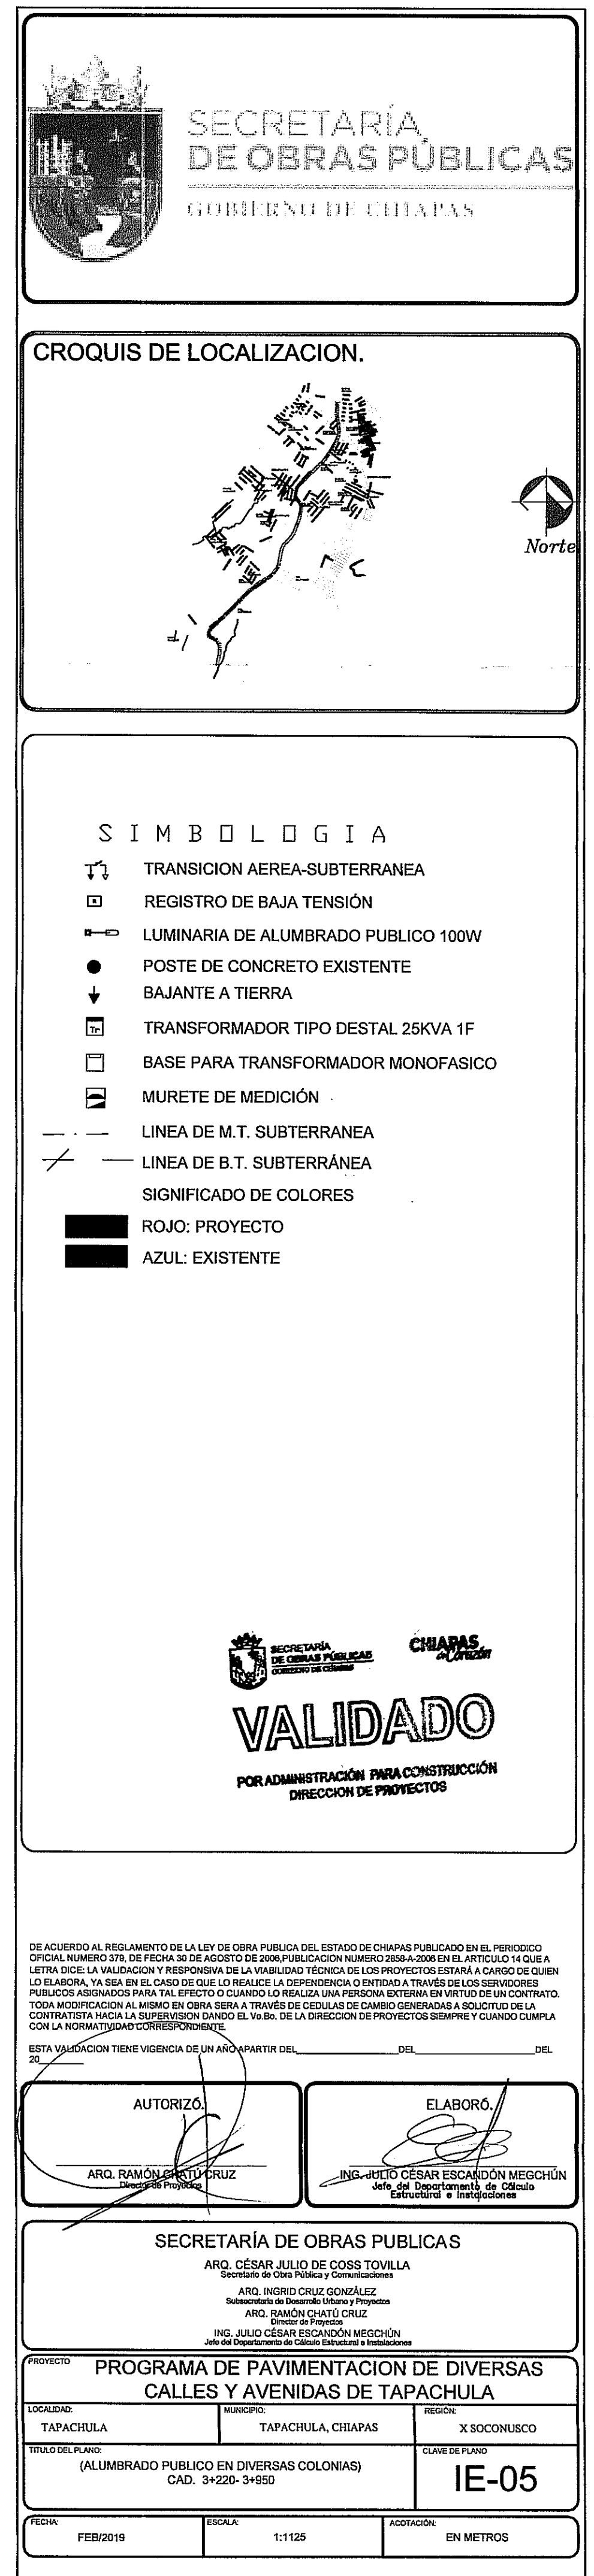 SECRETARÍA
DE OBRAS PÚBLICAS
GOBIERNO DE CHIAPAS
CROQUIS DE LOCALIZACION.
Norte
SIMBOLOGIA
TRANSICION AEREA-SUBTERRANEA
REGISTRO DE BAJA TENSIÓN
LUMINARIA DE ALUMBRADO PUBLICO 100W
POSTE DE CONCRETO EXISTENTE
BAJANTE A TIERRA
Tr TRANSFORMADOR TIPO DESTAL 25KVA 1F
BASE PARA TRANSFORMADOR MONOFASICO
MURETE DE MEDICIÓN
LINEA DE M.T. SUBTERRANEA
LINEA DE B.T. SUBTERRÁNEA
SIGNIFICADO DE COLORES
ROJO: PROYECTO
AZUL: EXISTENTE
SECRETARÍA
DE OBRAS PÚBLICAS
GOBIERNO DE CHIAPAS
CHIAPAS
de Corazón
VALIDADO
POR ADMINISTRACIÓN PARA CONSTRUCCIÓN
DIRECCION DE PROYECTOS
DE ACUERDO AL REGLAMENTO DE LA LEY DE OBRA PUBLICA DEL ESTADO DE CHIAPAS PUBLICADO EN EL PERIODICO
OFICIAL NUMERO 379, DE FECHA 30 DE AGOSTO DE 2006,PUBLICACION NUMERO 2858-A-2006 EN EL ARTICULO 14 QUE A
LETRA DICE: LA VALIDACION Y RESPONSIVA DE LA VIABILIDAD TÉCNICA DE LOS PROYECTOS ESTARÁ A CARGO DE QUIEN
LO ELABORA, YA SEA EN EL CASO DE QUE LO REALICE LA DEPENDENCIA O ENTIDAD A TRAVÉS DE LOS SERVIDORES
PUBLICOS ASIGNADOS PARA TAL EFECTO O CUANDO LO REALIZA UNA PERSONA EXTERNA EN VIRTUD DE UN CONTRATO.
TODA MODIFICACION AL MISMO EN OBRA SERA A TRAVÉS DE CEDULAS DE CAMBIO GENERADAS A SOLICITUD DE LA
CONTRATISTA HACIA LA SUPERVISION DANDO EL Vo.Bo. DE LA DIRECCION DE PROYECTOS SIEMPRE Y CUANDO CUMPLA
CON LA NORMATIVIDAD CORRESPONDIENTE.
ESTA VALIDACION TIENE VIGENCIA DE UN AÑO APARTIR DEL____DEL____DEL
20____
AUTORIZÓ.
ARQ. RAMÓN CHATÚ CRUZ
Director de Proyectos
ELABORÓ.
ING. JULIO CÉSAR ESCANDÓN MEGCHÚN
Jefe del Departamento de Cálculo
Estructural e Instalaciones
SECRETARÍA DE OBRAS PUBLICAS
ARQ. CÉSAR JULIO DE COSS TOVILLA
Secretario de Obra Pública y Comunicaciones
ARQ. INGRID CRUZ GONZÁLEZ
Subsecretaria de Desarrollo Urbano y Proyectos
ARQ. RAMÓN CHATÚ CRUZ
Director de Proyectos
ING. JULIO CÉSAR ESCANDÓN MEGCHÚN
Jefe del Departamento de Cálculo Estructural e Instalaciones
PROYECTO
PROGRAMA DE PAVIMENTACION DE DIVERSAS
CALLES Y AVENIDAS DE TAPACHULA
LOCALIDAD:
TAPACHULA
MUNICIPIO:
TAPACHULA, CHIAPAS
REGIÓN:
X SOCONUSCO
TITULO DEL PLANO:
(ALUMBRADO PUBLICO EN DIVERSAS COLONIAS)
CAD. 3+220- 3+950
CLAVE DE PLANO
IE-05
FECHA:
FEB/2019
ESCALA:
1:1125
ACOTACIÓN:
EN METROS